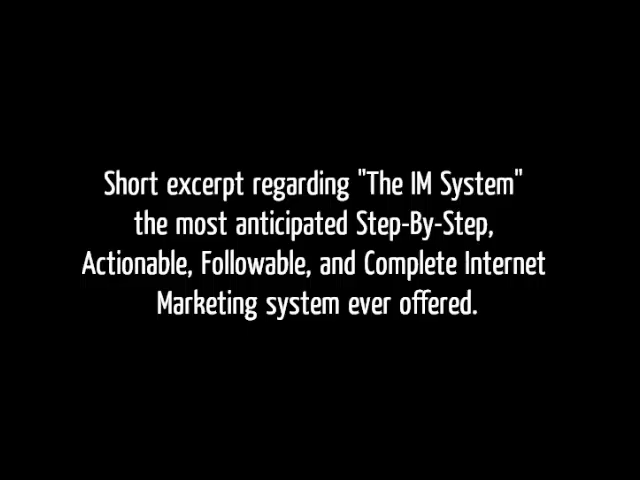 Short excerpt regarding "The IM System"
the most anticipated Step-By-Step,
Actionable, Followable, and Complete Internet
Marketing system ever offered.